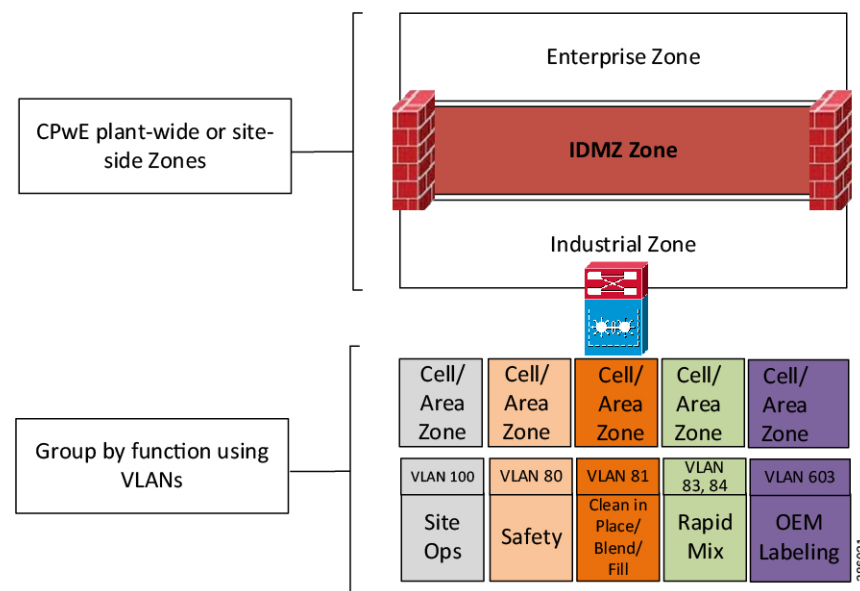 Enterprise Zone
CPwE plant-wide or site-
side Zones
IDMZ Zone
Industrial Zone
Cell/
Area
Zone
Cell/
Area
Zone
Cell/
Area
Zone
Cell/
Area
Zone
Cell/
Area
Zone
Group by function using
VLANs
VLAN 100
VLAN 80
VLAN 81
VLAN
83, 84
VLAN 603
Site
Ops
Safety
Clean in
Place/
Blend/
Fill
Rapid
Mix
OEM
Labeling